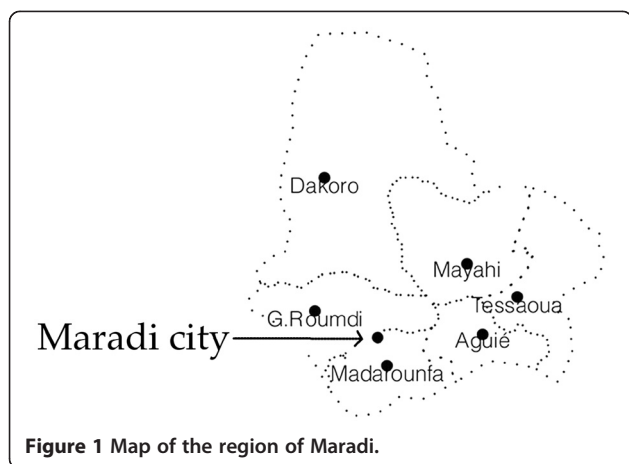 Dakoro
Mayahi
Tessaoua
G.Roumdi
Maradi city
Aguié
Madarounfa
Figure 1 Map of the region of Maradi.